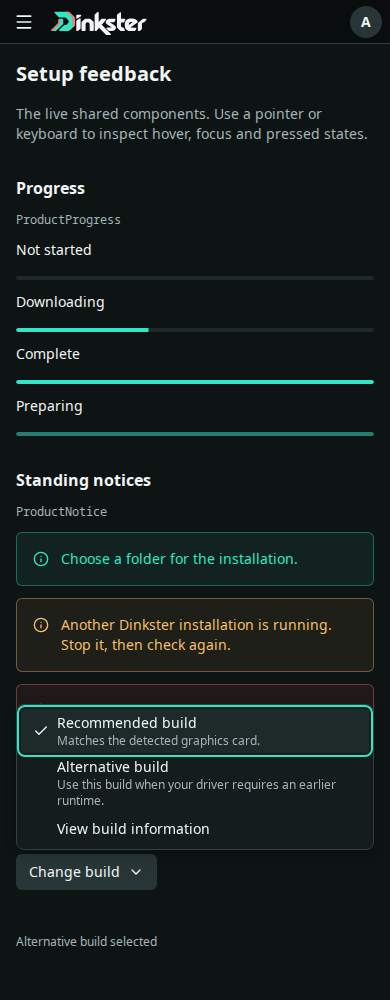 Dinkster
A
Setup feedback
The live shared components. Use a pointer or
keyboard to inspect hover, focus and pressed states.
Progress
ProductProgress
Not started
Downloading
Complete
Preparing
Standing notices
ProductNotice
Choose a folder for the installation.
Another Dinkster installation is running.
Stop it, then check again.
Recommended build
Matches the detected graphics card.
Alternative build
Use this build when your driver requires an earlier
runtime.
View build information
Change build
Alternative build selected